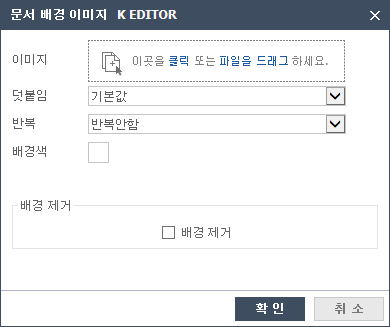 문서 배경 이미지 K EDITOR
이미지
이곳을 클릭 또는 파일을 드래그 하세요.
덧붙임
기본값
반복
반복안함
배경색
배경 제거
배경 제거
확 인
취 소